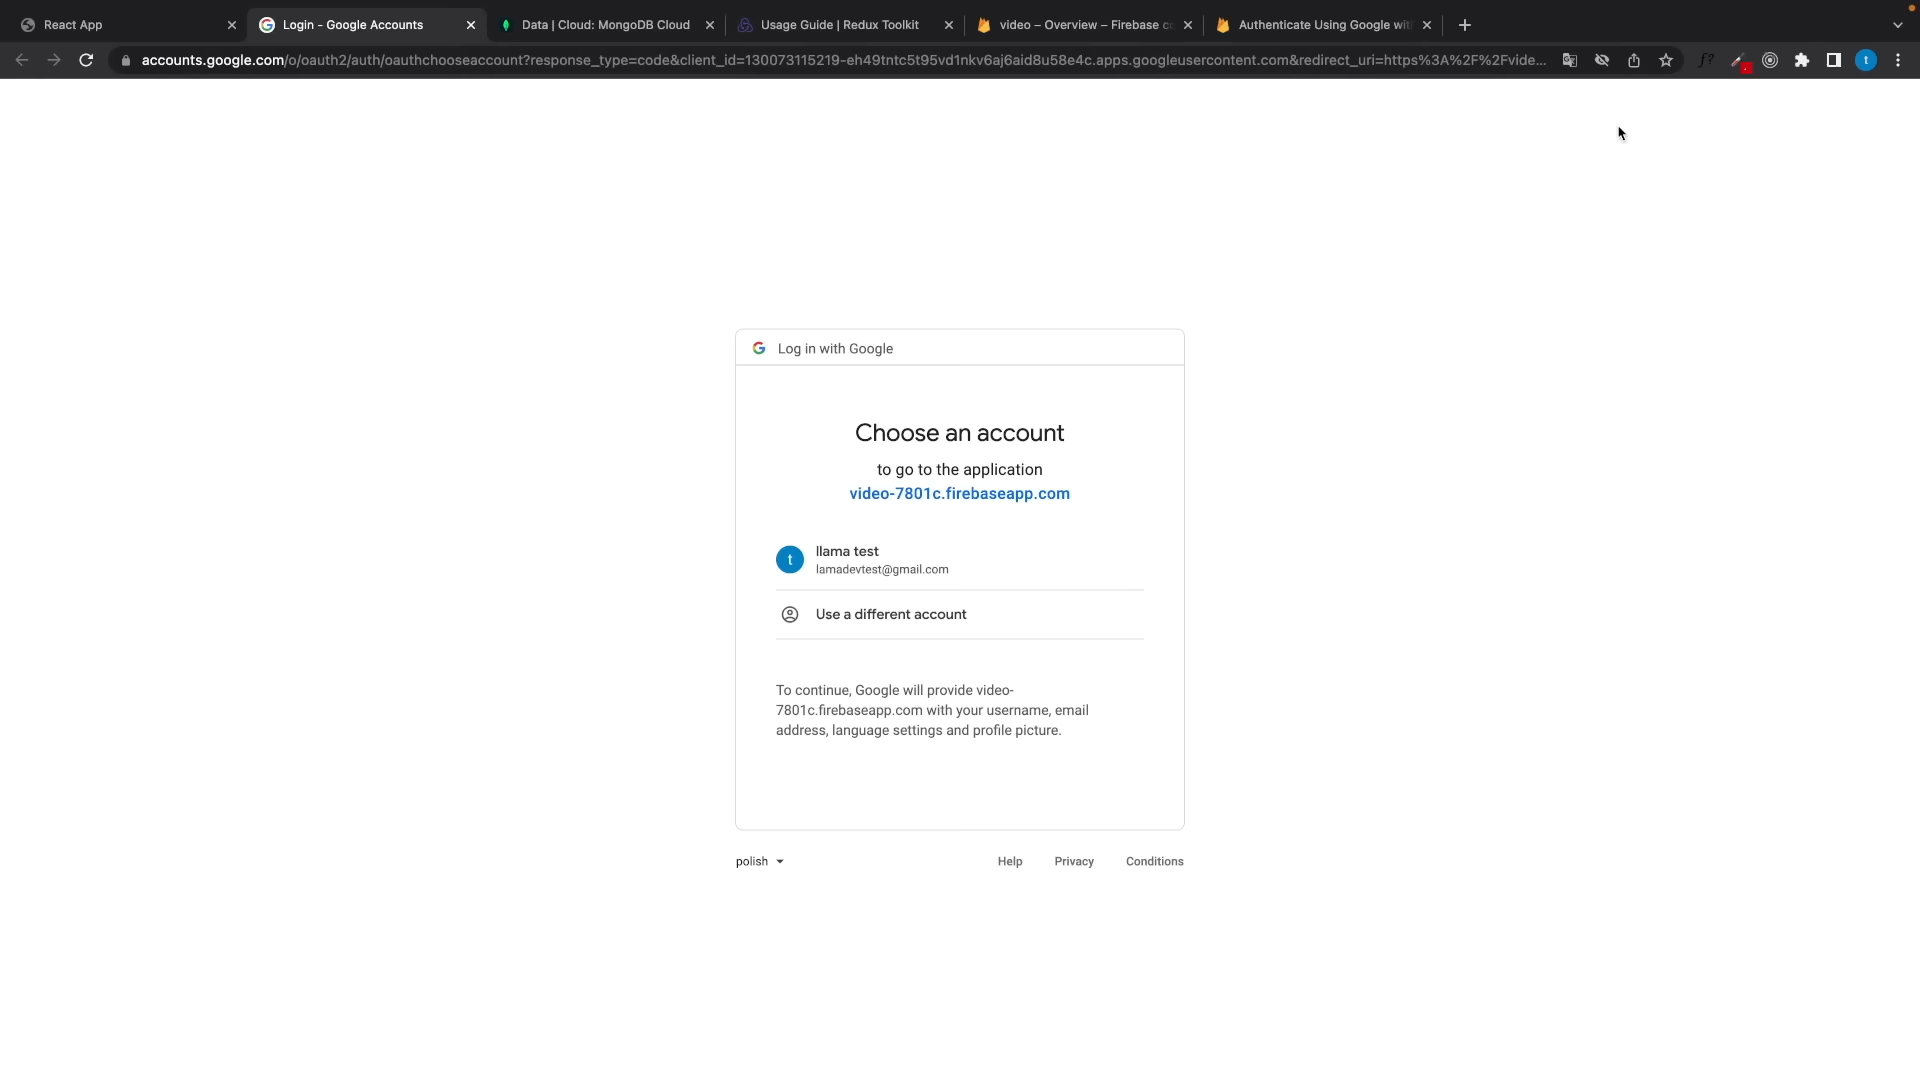 React App
Login - Google Accounts
Data | Cloud: MongoDB Cloud
Usage Guide | Redux Toolkit
video – Overview – Firebase co
Authenticate Using Google wit
accounts.google.com/o/oauth2/auth/oauthchooseaccount?response_type=code&client_id=130073115219-eh49tntc5t95vd1nkv6aj6aid8u58e4c.apps.googleusercontent.com&redirect_uri=https%3A%2F%2Fvide...
f?
t
Log in with Google
Choose an account
to go to the application
video-7801c.firebaseapp.com
t
llama test
lamadevtest@gmail.com
Use a different account
To continue, Google will provide video-
7801c.firebaseapp.com with your username, email
address, language settings and profile picture.
polish
Help
Privacy
Conditions